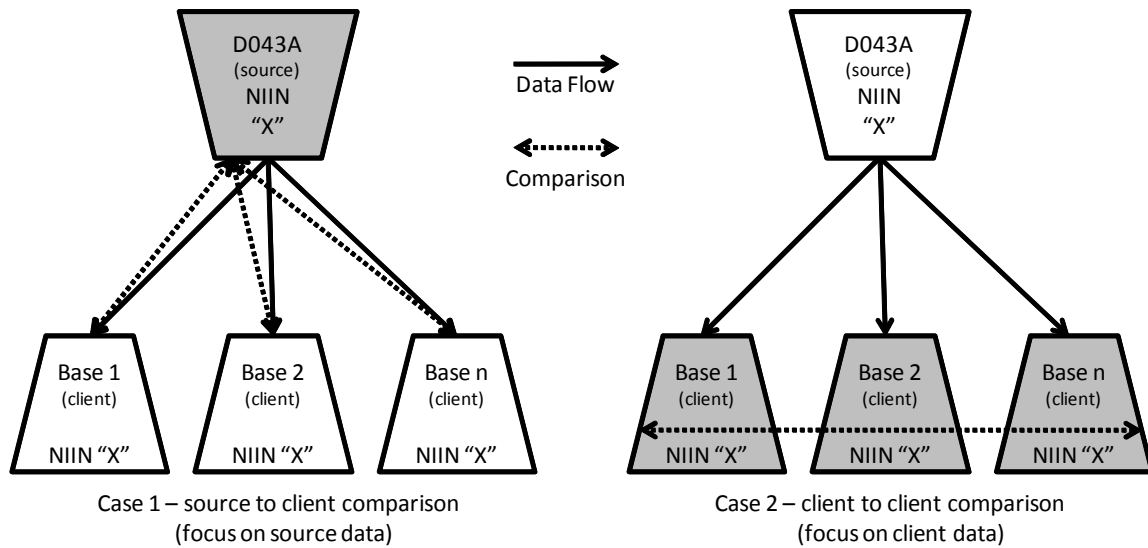 D043A
(source)
NIIN
“X”
Data Flow
Comparison
Base 1
(client)
NIIN “X”
Base 2
(client)
NIIN “X”
Base n
(client)
NIIN “X”
Case 1 – source to client comparison
(focus on source data)
D043A
(source)
NIIN
“X”
Base 1
(client)
NIIN “X”
Base 2
(client)
NIIN “X”
Base n
(client)
NIIN “X”
Case 2 – client to client comparison
(focus on client data)